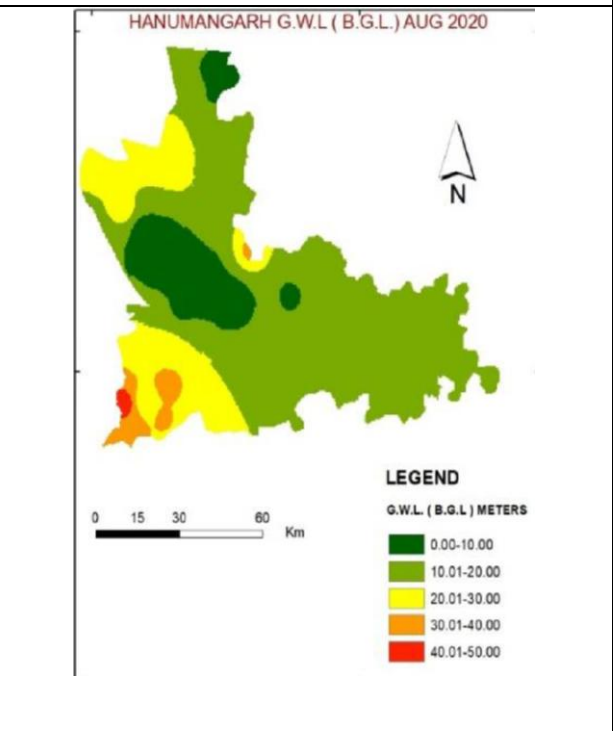 HANUMANGARH G.W.L ( B.G.L.) AUG 2020
N
LEGEND
G.W.L. ( B.G.L ) METERS
0 15 30 60
Km
0.00-10.00
10.01-20.00
20.01-30.00
30.01-40.00
40.01-50.00